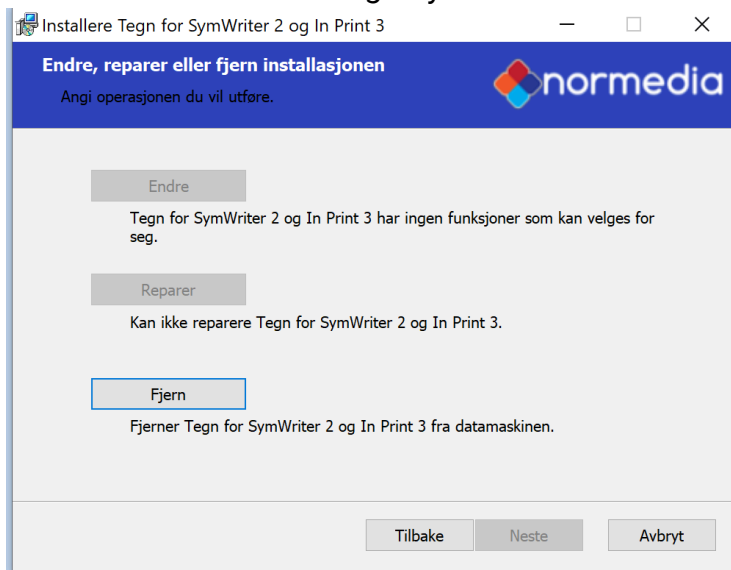 Installere Tegn for SymWriter 2 og In Print 3
Endre, reparer eller fjern installasjonen
Angi operasjonen du vil utføre.
normedia
Endre
Tegn for SymWriter 2 og In Print 3 har ingen funksjoner som kan velges for
seg.
Reparer
Kan ikke reparere Tegn for SymWriter 2 og In Print 3.
Fjern
Fjerner Tegn for SymWriter 2 og In Print 3 fra datamaskinen.
Tilbake
Neste
Avbryt